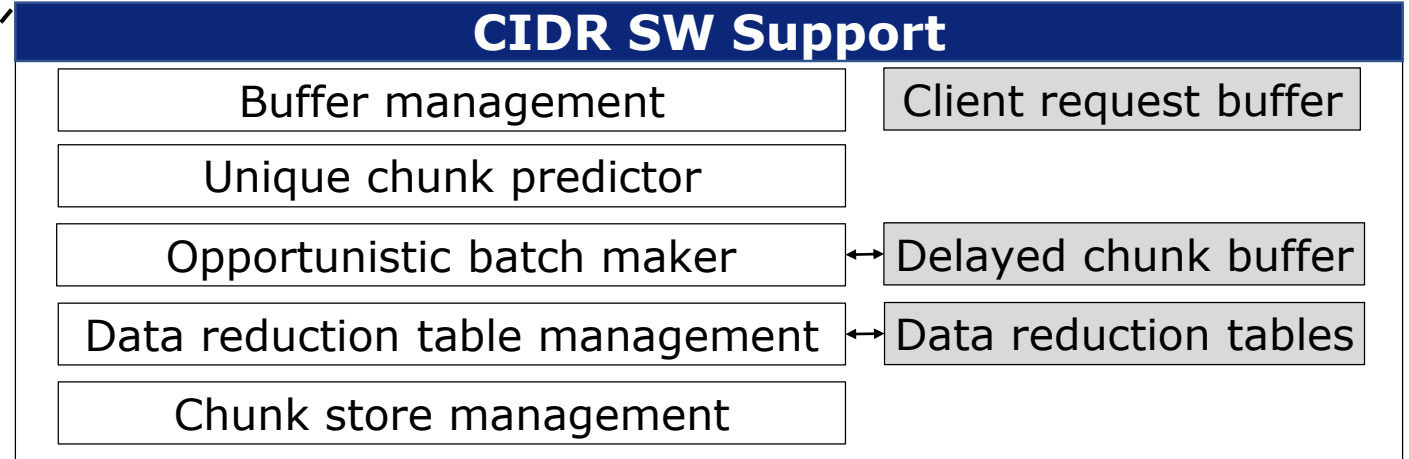 CIDR SW Support
Buffer management
Client request buffer
Unique chunk predictor
Opportunistic batch maker
Delayed chunk buffer
Data reduction table management
Data reduction tables
Chunk store management